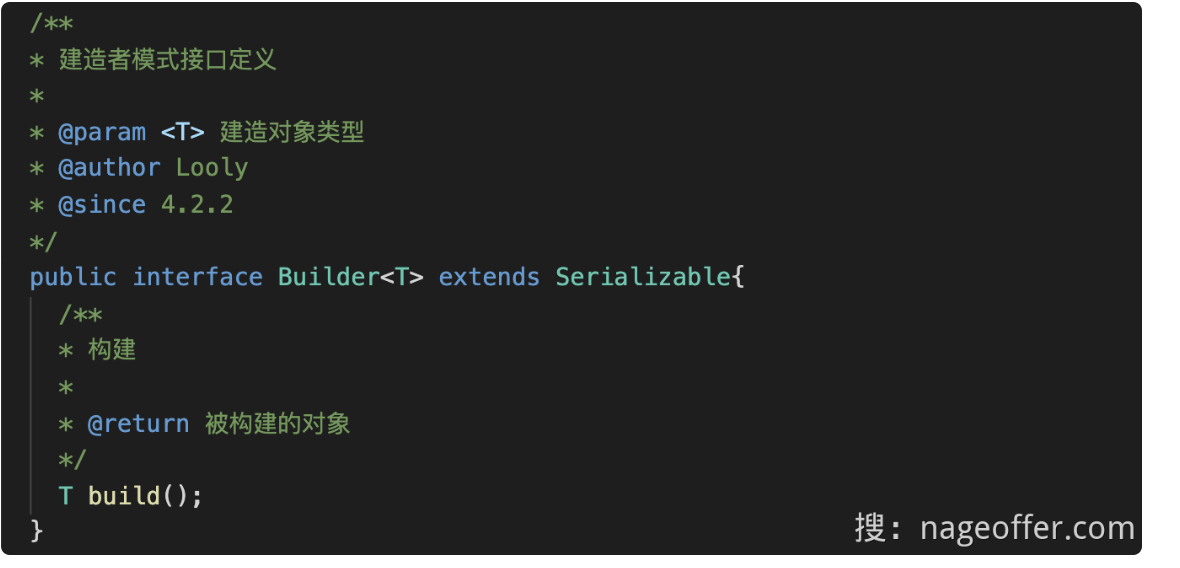 /**
* 建造者模式接口定义
*
* @param <T> 建造对象类型
* @author Looly
* @since 4.2.2
*/
public interface Builder<T> extends Serializable{
/**
* 构建
*
* @return 被构建的对象
*/
T build();
}
搜：nageoffer.com